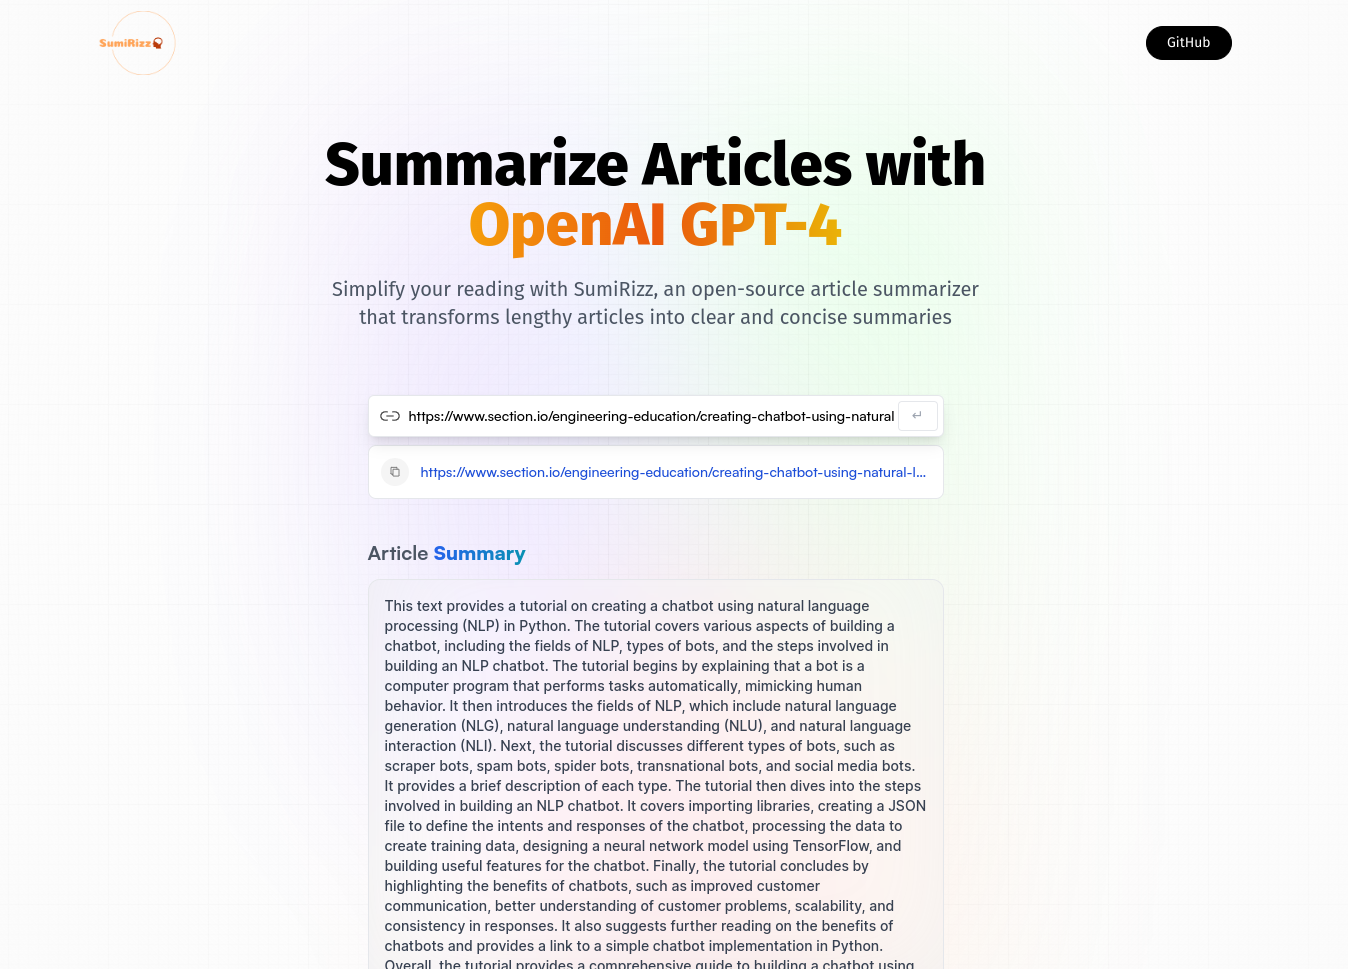 SumiRizz
GitHub
Summarize Articles with
OpenAI GPT-4
Simplify your reading with SumiRizz, an open-source article summarizer
that transforms lengthy articles into clear and concise summaries
https://www.section.io/engineering-education/creating-chatbot-using-natural
https://www.section.io/engineering-education/creating-chatbot-using-natural-l...
Article Summary
This text provides a tutorial on creating a chatbot using natural language
processing (NLP) in Python. The tutorial covers various aspects of building a
chatbot, including the fields of NLP, types of bots, and the steps involved in
building an NLP chatbot. The tutorial begins by explaining that a bot is a
computer program that performs tasks automatically, mimicking human
behavior. It then introduces the fields of NLP, which include natural language
generation (NLG), natural language understanding (NLU), and natural language
interaction (NLI). Next, the tutorial discusses different types of bots, such as
scraper bots, spam bots, spider bots, transnational bots, and social media bots.
It provides a brief description of each type. The tutorial then dives into the steps
involved in building an NLP chatbot. It covers importing libraries, creating a JSON
file to define the intents and responses of the chatbot, processing the data to
create training data, designing a neural network model using TensorFlow, and
building useful features for the chatbot. Finally, the tutorial concludes by
highlighting the benefits of chatbots, such as improved customer
communication, better understanding of customer problems, scalability, and
consistency in responses. It also suggests further reading on the benefits of
chatbots and provides a link to a simple chatbot implementation in Python.
Overall, the tutorial provides a comprehensive guide to building a chatbot using